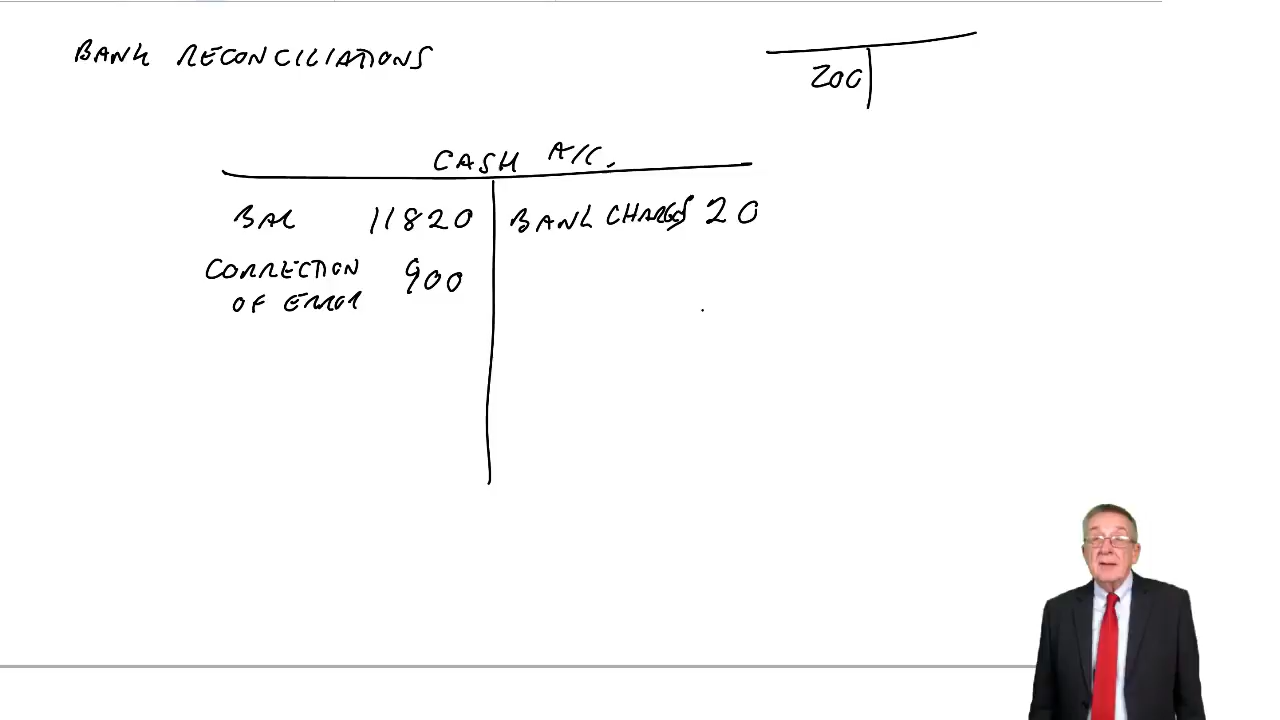 BANK RECONCILIATIONS
200
CASH A/C.
BAL 11820 BANK CHARGES 20
CORRECTION 900
OF ERROR